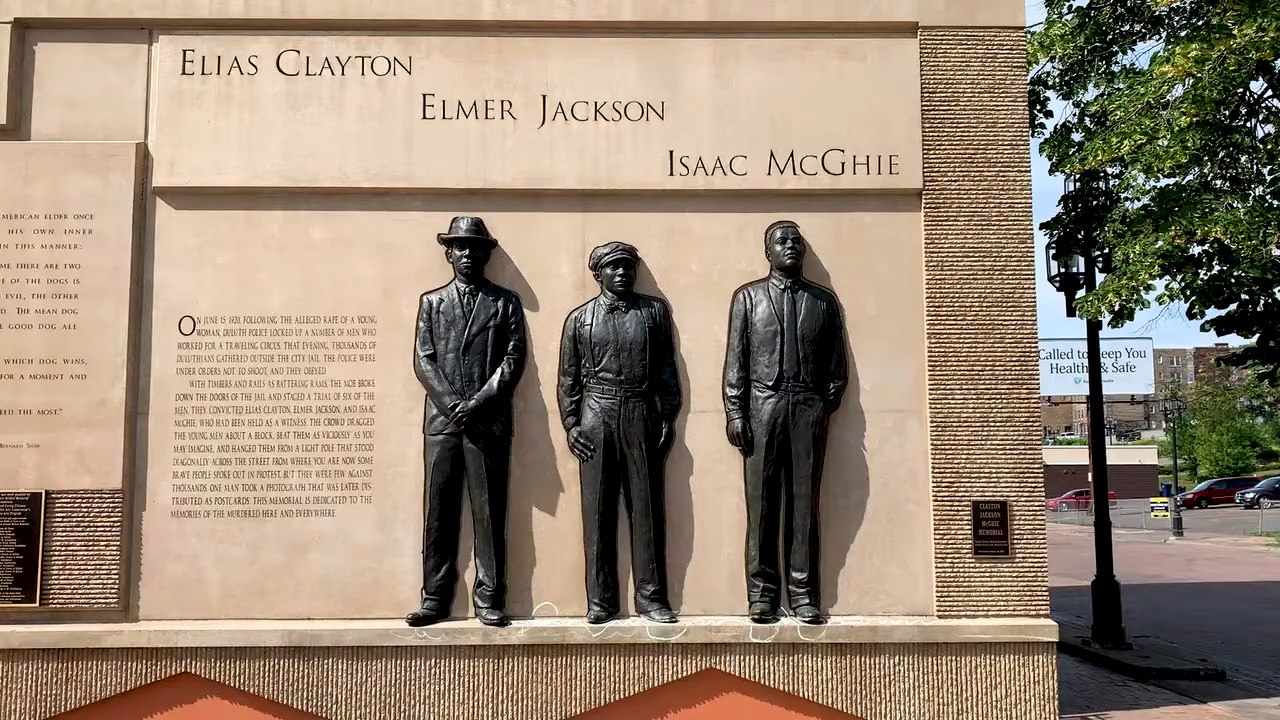 Elias Clayton
Elmer Jackson
Isaac McGhie
MERICAN ELDER ONCE
HIS OWN INNER
IN THIS MANNER:
ME THERE ARE TWO
E OF THE DOGS IS
EVIL, THE OTHER
D. THE MEAN DOG
GOOD DOG ALL
WHICH DOG WINS,
FOR A MOMENT AND
EED THE MOST."
BERNARD SHAW
ON JUNE 15 1920, FOLLOWING THE ALLEGED RAPE OF A YOUNG
WOMAN, DULUTH POLICE LOCKED UP A NUMBER OF MEN WHO
WORKED FOR A TRAVELING CIRCUS. THAT EVENING, THOUSANDS OF
DULUTHIANS GATHERED OUTSIDE THE CITY JAIL. THE POLICE WERE
UNDER ORDERS NOT TO SHOOT, AND THEY OBEYED.
WITH TIMBERS AND RAILS AS BATTERING RAMS, THE MOB BROKE
DOWN THE DOORS OF THE JAIL AND STAGED A TRIAL OF SIX OF THE
MEN. THEY CONVICTED ELIAS CLAYTON, ELMER JACKSON, AND ISAAC
MCGHIE, WHO HAD BEEN HELD AS A WITNESS. THE CROWD DRAGGED
THE YOUNG MEN ABOUT A BLOCK, BEAT THEM AS VICIOUSLY AS YOU
MAY IMAGINE, AND HANGED THEM FROM A LIGHT POLE THAT STOOD
DIAGONALLY ACROSS THE STREET FROM WHERE YOU ARE NOW. SOME
BRAVE PEOPLE SPOKE OUT IN PROTEST, BUT THEY WERE FEW AGAINST
THOUSANDS. ONE MAN TOOK A PHOTOGRAPH THAT WAS LATER DIS-
TRIBUTED AS POSTCARDS. THIS MEMORIAL IS DEDICATED TO THE
MEMORIES OF THE MURDERED HERE AND EVERYWHERE.
CLAYTON
JACKSON
McGHIE
MEMORIAL
Called to Keep You
Health & Safe